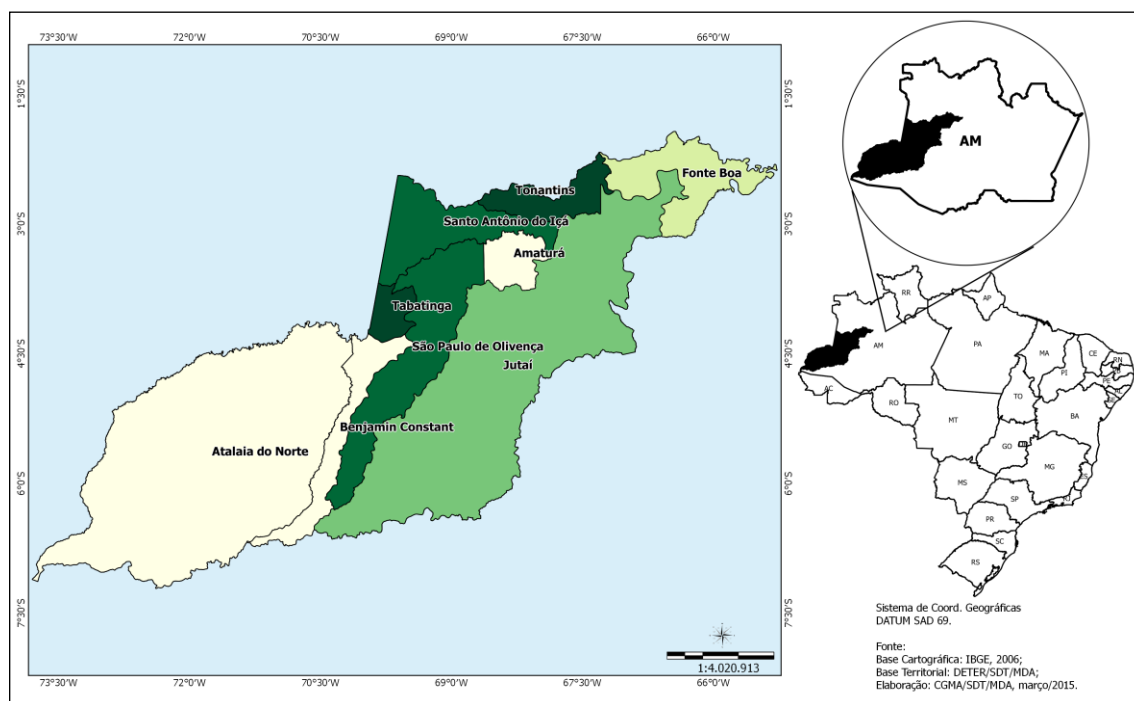 73°30'W 72°0'W 70°30'W 69°0'W 67°30'W 66°0'W
1°30'S
3°0'S
4°30'S
6°0'S
7°30'S
1°30'S
3°0'S
4°30'S
6°0'S
7°30'S
Fonte Boa
Tonantins
Santo Antônio do Içá
Amaturá
Tabatinga
São Paulo de Olivença
Jutaí
Benjamin Constant
Atalaia do Norte
1:4.020.913
73°30'W 72°0'W 70°30'W 69°0'W 67°30'W 66°0'W
AM
RR
AP
AM
PA
MA
CE
RN
PE
PI
AC
TO
RO
BA
MT
GO
MG
ES
MS
SP
RJ
PR
SC
RS
Sistema de Coord. Geográficas
DATUM SAD 69.
Fonte:
Base Cartográfica: IBGE, 2006;
Base Territorial: DETER/SDT/MDA;
Elaboração: CGMA/SDT/MDA, março/2015.